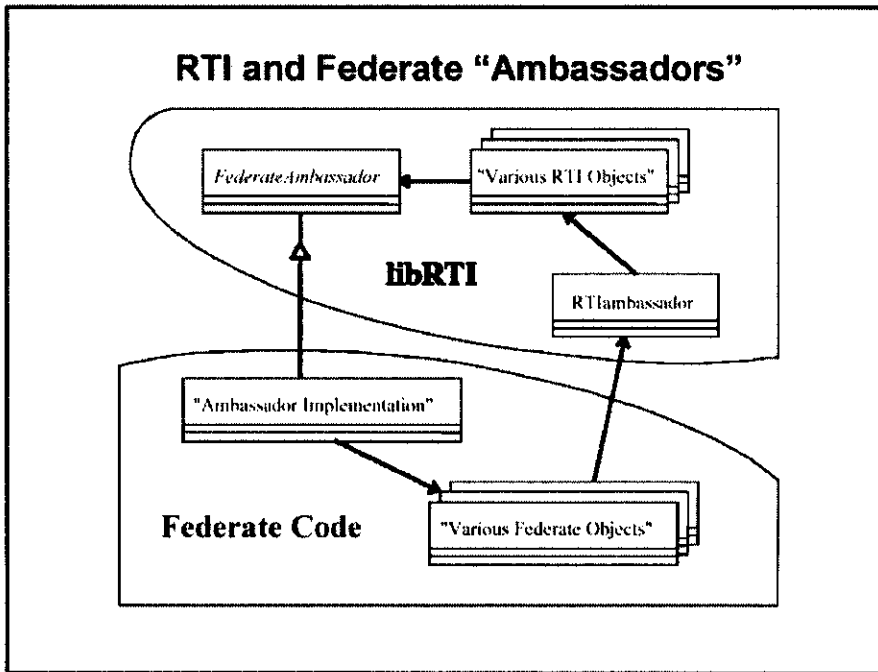 RTI and Federate “Ambassadors”
FederateAmbassador
"Various RTI Objects"
libRTI
RTIambassador
"Ambassador Implementation"
Federate Code
"Various Federate Objects"